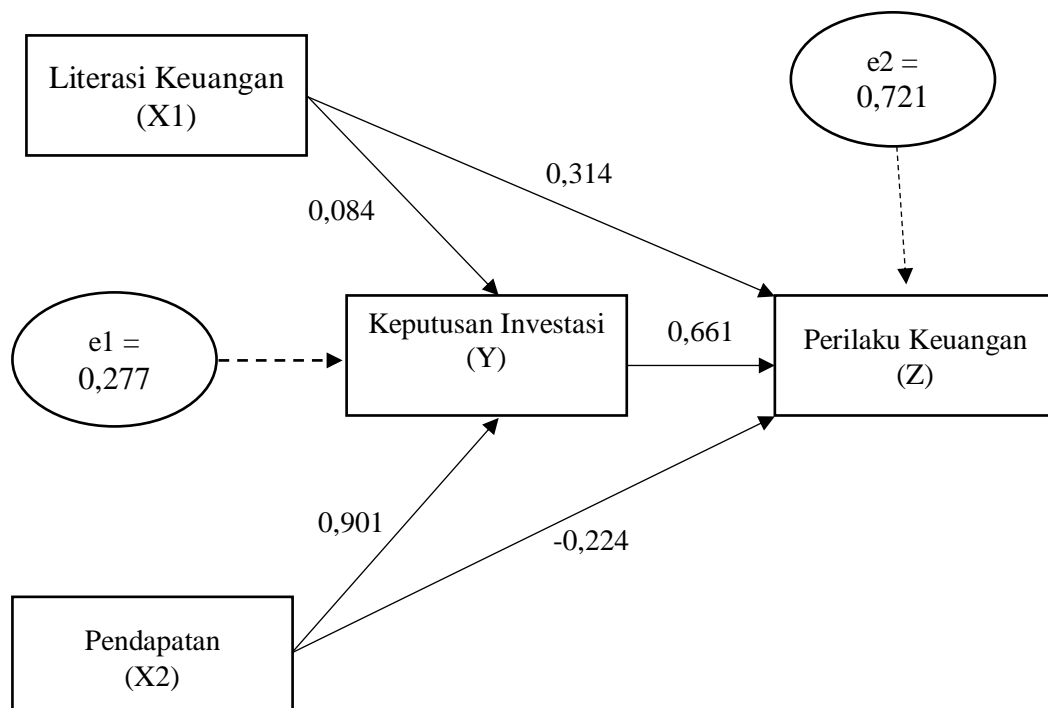 Literasi Keuangan
(X1)
e2 =
0,721
0,314
0,084
e1 =
0,277
Keputusan Investasi
(Y)
0,661
Perilaku Keuangan
(Z)
0,901
-0,224
Pendapatan
(X2)